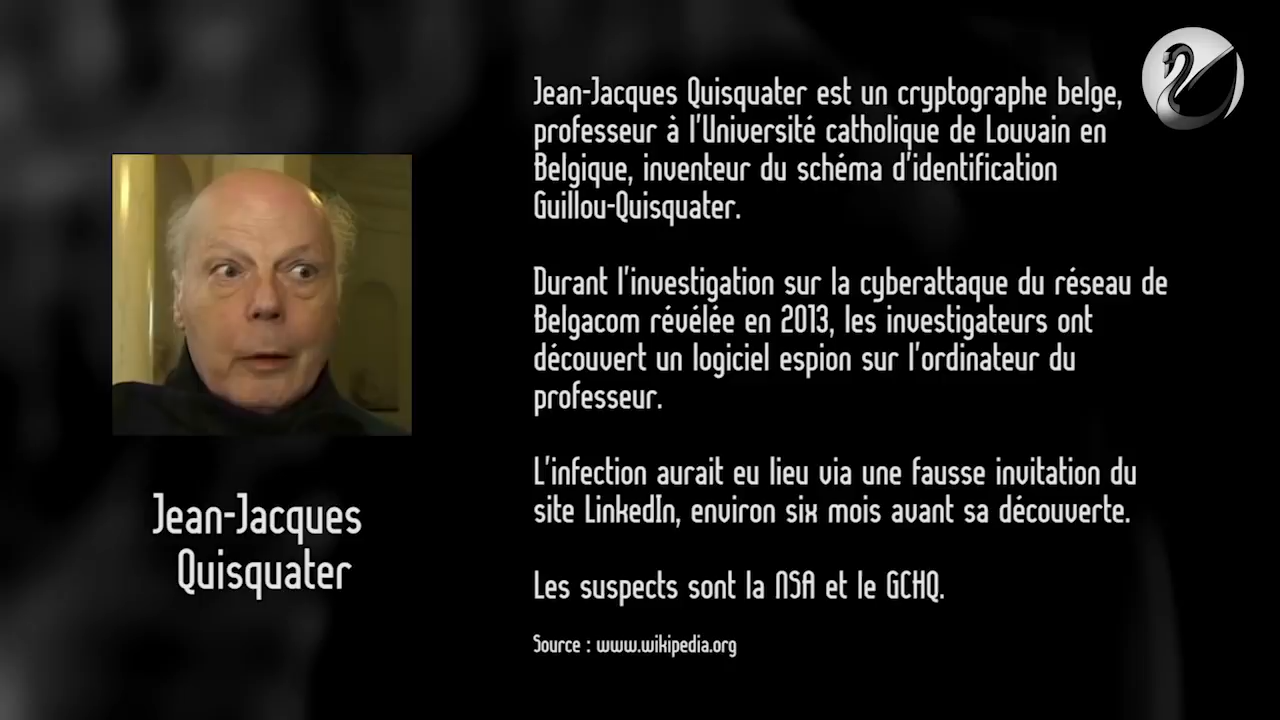 Jean-Jacques Quisquater est un cryptographe belge,
professeur à l'Université catholique de Louvain en
Belgique, inventeur du schéma d'identification
Guillou-Quisquater.
Durant l'investigation sur la cyberattaque du réseau de
Belgacom révélée en 2013, les investigateurs ont
découvert un logiciel espion sur l'ordinateur du
professeur.
L'infection aurait eu lieu via une fausse invitation du
site LinkedIn, environ six mois avant sa découverte.
Les suspects sont la NSA et le GCHQ.
Source : www.wikipedia.org
Jean-Jacques
Quisquater